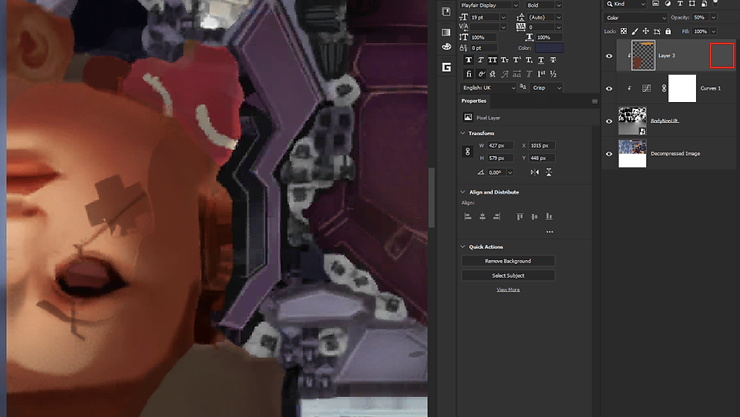 Playfair Display Bold
19 pt (Auto)
VA VA 0
100% 100%
0 pt Color:
English: UK Crisp
Properties
Pixel Layer
Transform
W 427 px X 1015 px
H 579 px Y 448 px
0.00°
Align and Distribute
Align:
Quick Actions
Remove Background
Select Subject
View More
Kind
Color Opacity: 50%
Lock: Fill: 100%
Layer 3
Curves 1
Decompressed Image